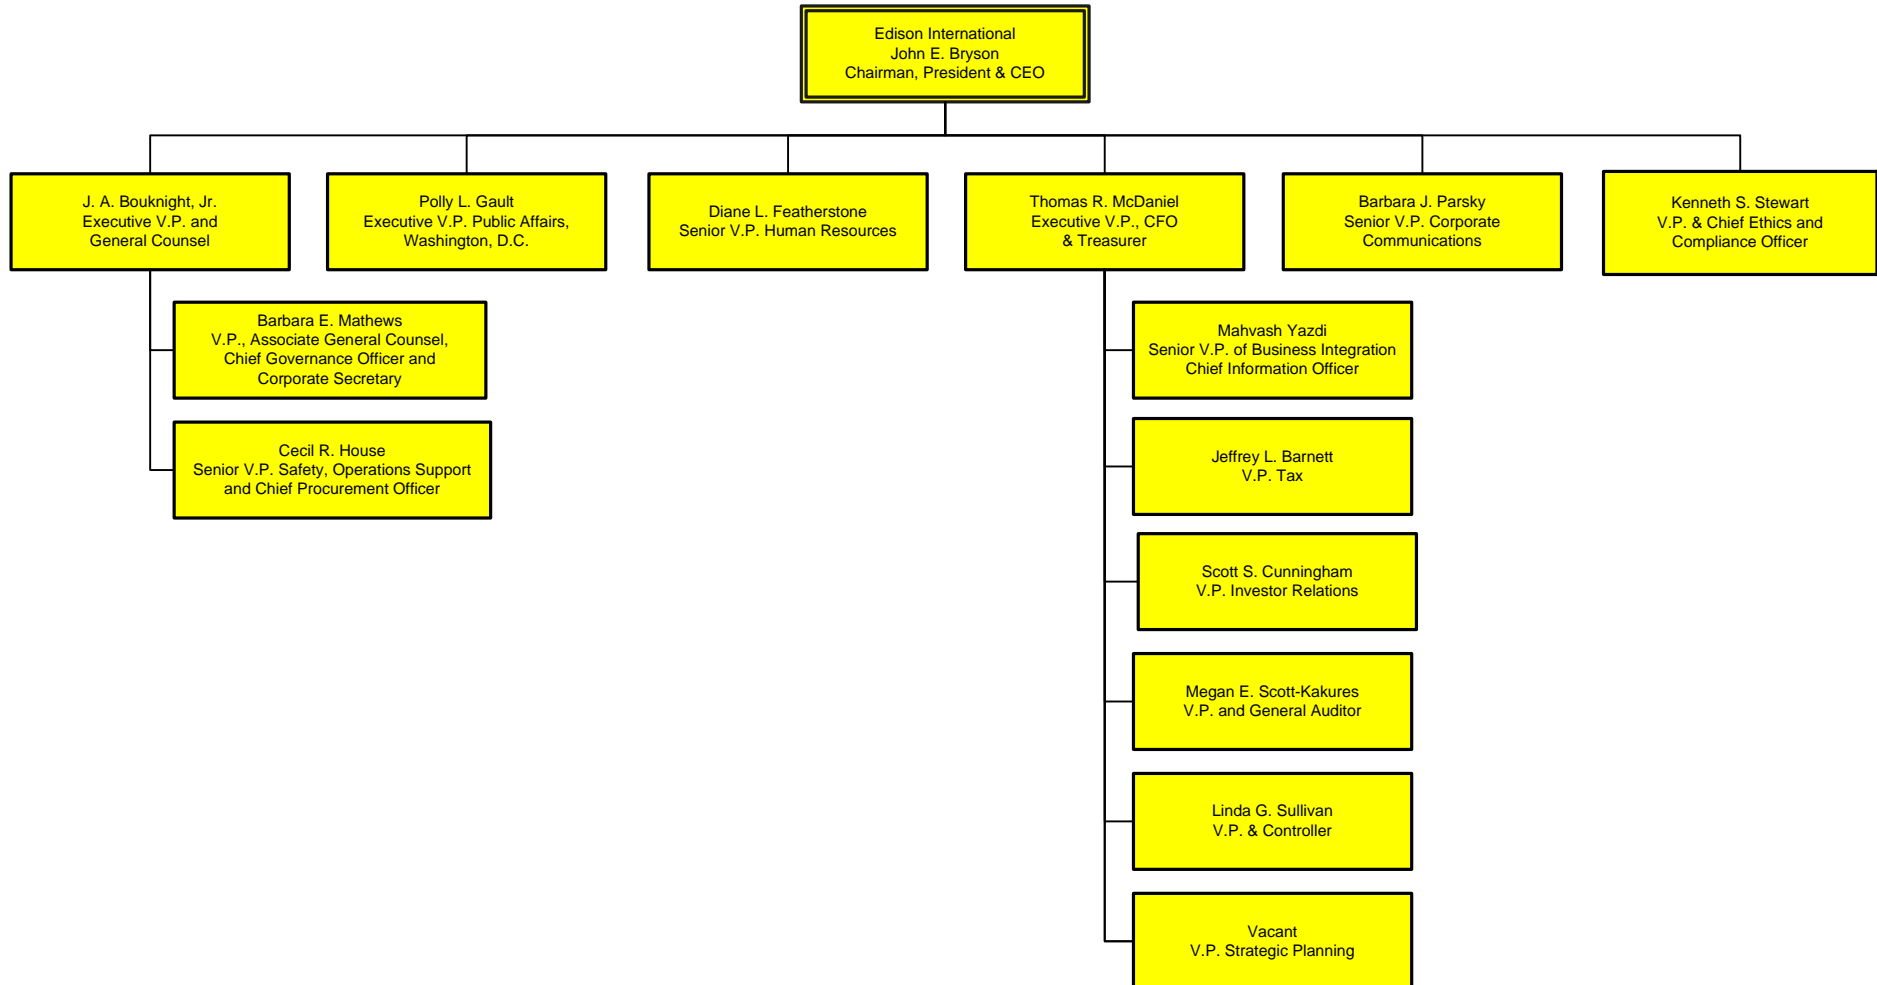 Edison International
John E. Bryson
Chairman, President & CEO
J. A. Bouknight, Jr.
Executive V.P. and
General Counsel
Polly L. Gault
Executive V.P. Public Affairs,
Washington, D.C.
Diane L. Featherstone
Senior V.P. Human Resources
Thomas R. McDaniel
Executive V.P., CFO
& Treasurer
Barbara J. Parsky
Senior V.P. Corporate
Communications
Kenneth S. Stewart
V.P. & Chief Ethics and
Compliance Officer
Barbara E. Mathews
V.P., Associate General Counsel,
Chief Governance Officer and
Corporate Secretary
Cecil R. House
Senior V.P. Safety, Operations Support
and Chief Procurement Officer
Mahvash Yazdi
Senior V.P. of Business Integration
Chief Information Officer
Jeffrey L. Barnett
V.P. Tax
Scott S. Cunningham
V.P. Investor Relations
Megan E. Scott-Kakures
V.P. and General Auditor
Linda G. Sullivan
V.P. & Controller
Vacant
V.P. Strategic Planning